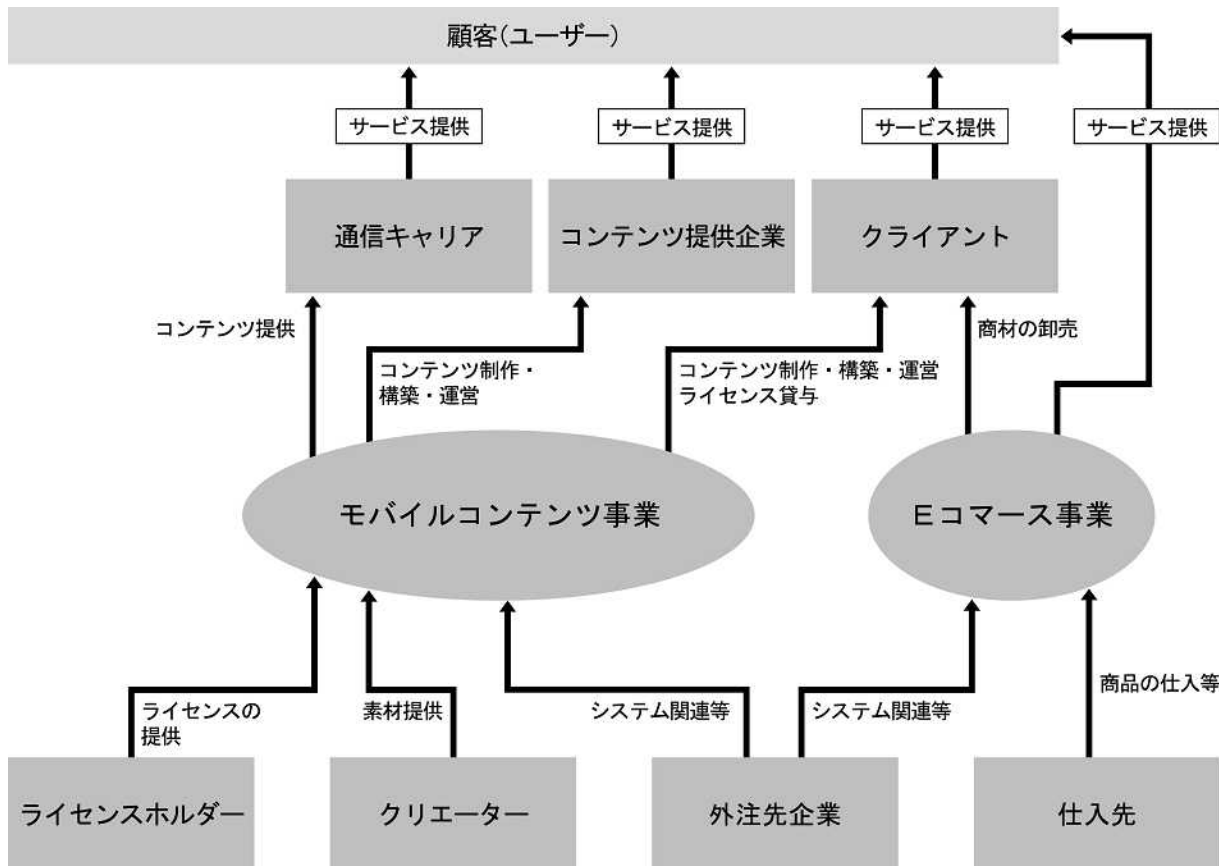 顧客(ユーザー)
サービス提供
サービス提供
サービス提供
サービス提供
通信キャリア
コンテンツ提供企業
クライアント
コンテンツ提供
コンテンツ制作・
構築・運営
コンテンツ制作・構築・運営
ライセンス貸与
商材の卸売
モバイルコンテンツ事業
Eコマース事業
ライセンスの
提供
素材提供
システム関連等
システム関連等
商品の仕入等
ライセンスホルダー
クリエーター
外注先企業
仕入先